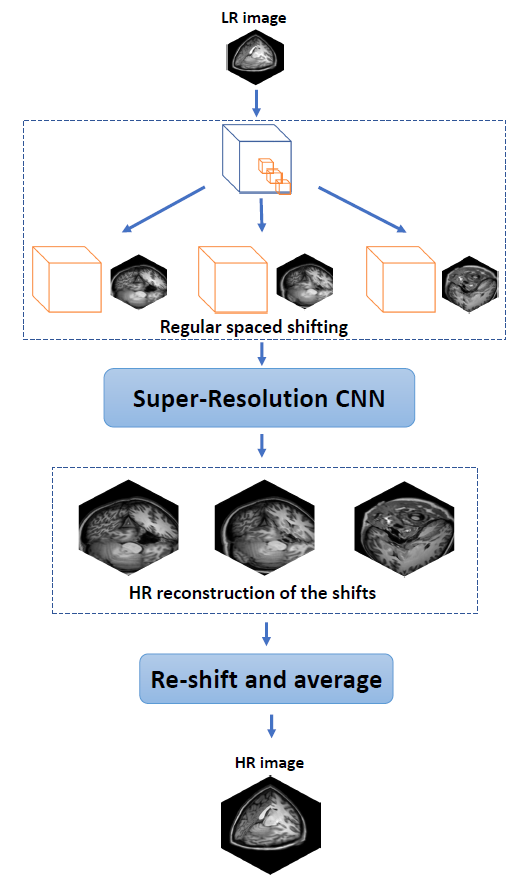 LR image
Regular spaced shifting
Super-Resolution CNN
HR reconstruction of the shifts
Re-shift and average
HR image